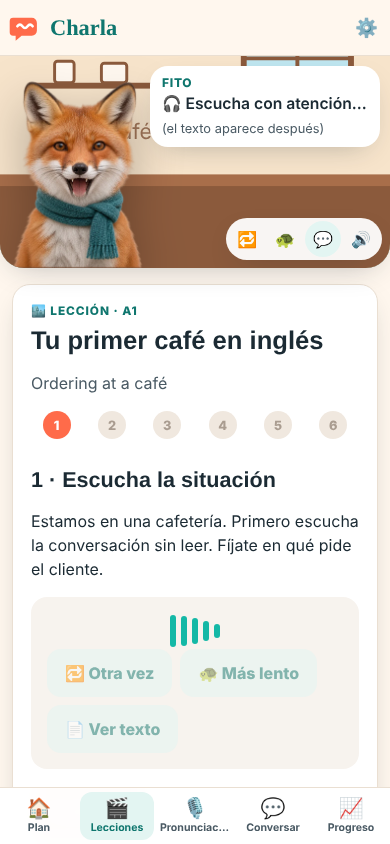 Charla
FITO
Escucha con atención...
(el texto aparece después)
LECCIÓN · A1
Tu primer café en inglés
Ordering at a café
1 2 3 4 5 6
1 · Escucha la situación
Estamos en una cafetería. Primero escucha
la conversación sin leer. Fíjate en qué pide
el cliente.
Otra vez
Más lento
Ver texto
Plan
Lecciones
Pronunciac...
Conversar
Progreso